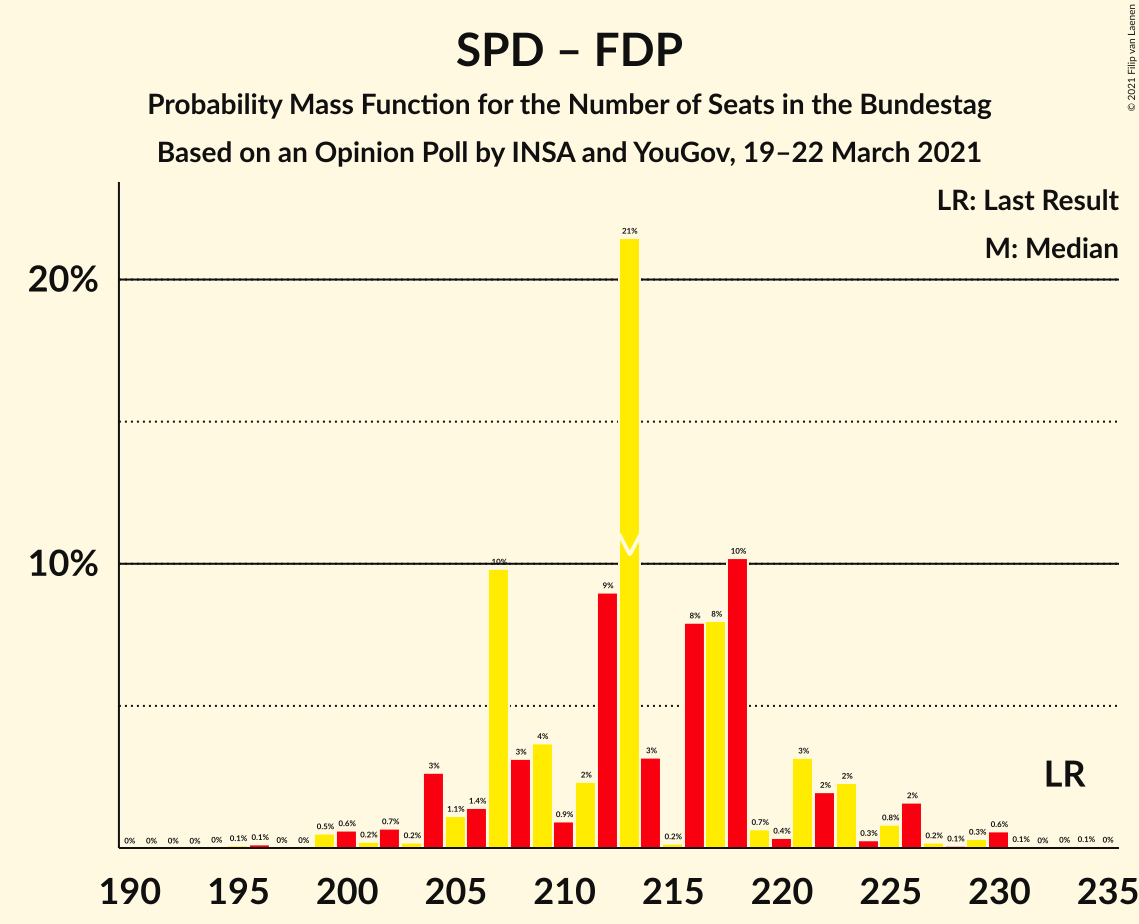 © 2021 Filip van Laenen
SPD – FDP
Probability Mass Function for the Number of Seats in the Bundestag
Based on an Opinion Poll by INSA and YouGov, 19–22 March 2021
LR: Last Result
M: Median
20%
10%
0% 0% 0% 0% 0% 0.1% 0.1% 0% 0% 0.5% 0.6% 0.2% 0.7% 0.2% 3% 1.1% 1.4% 10% 3% 4% 0.9% 2% 9% 21% 3% 0.2% 8% 8% 10% 0.7% 0.4% 3% 2% 2% 0.3% 0.8% 2% 0.2% 0.1% 0.3% 0.6% 0.1% 0% 0% 0.1% 0%
M
LR
190 195 200 205 210 215 220 225 230 235